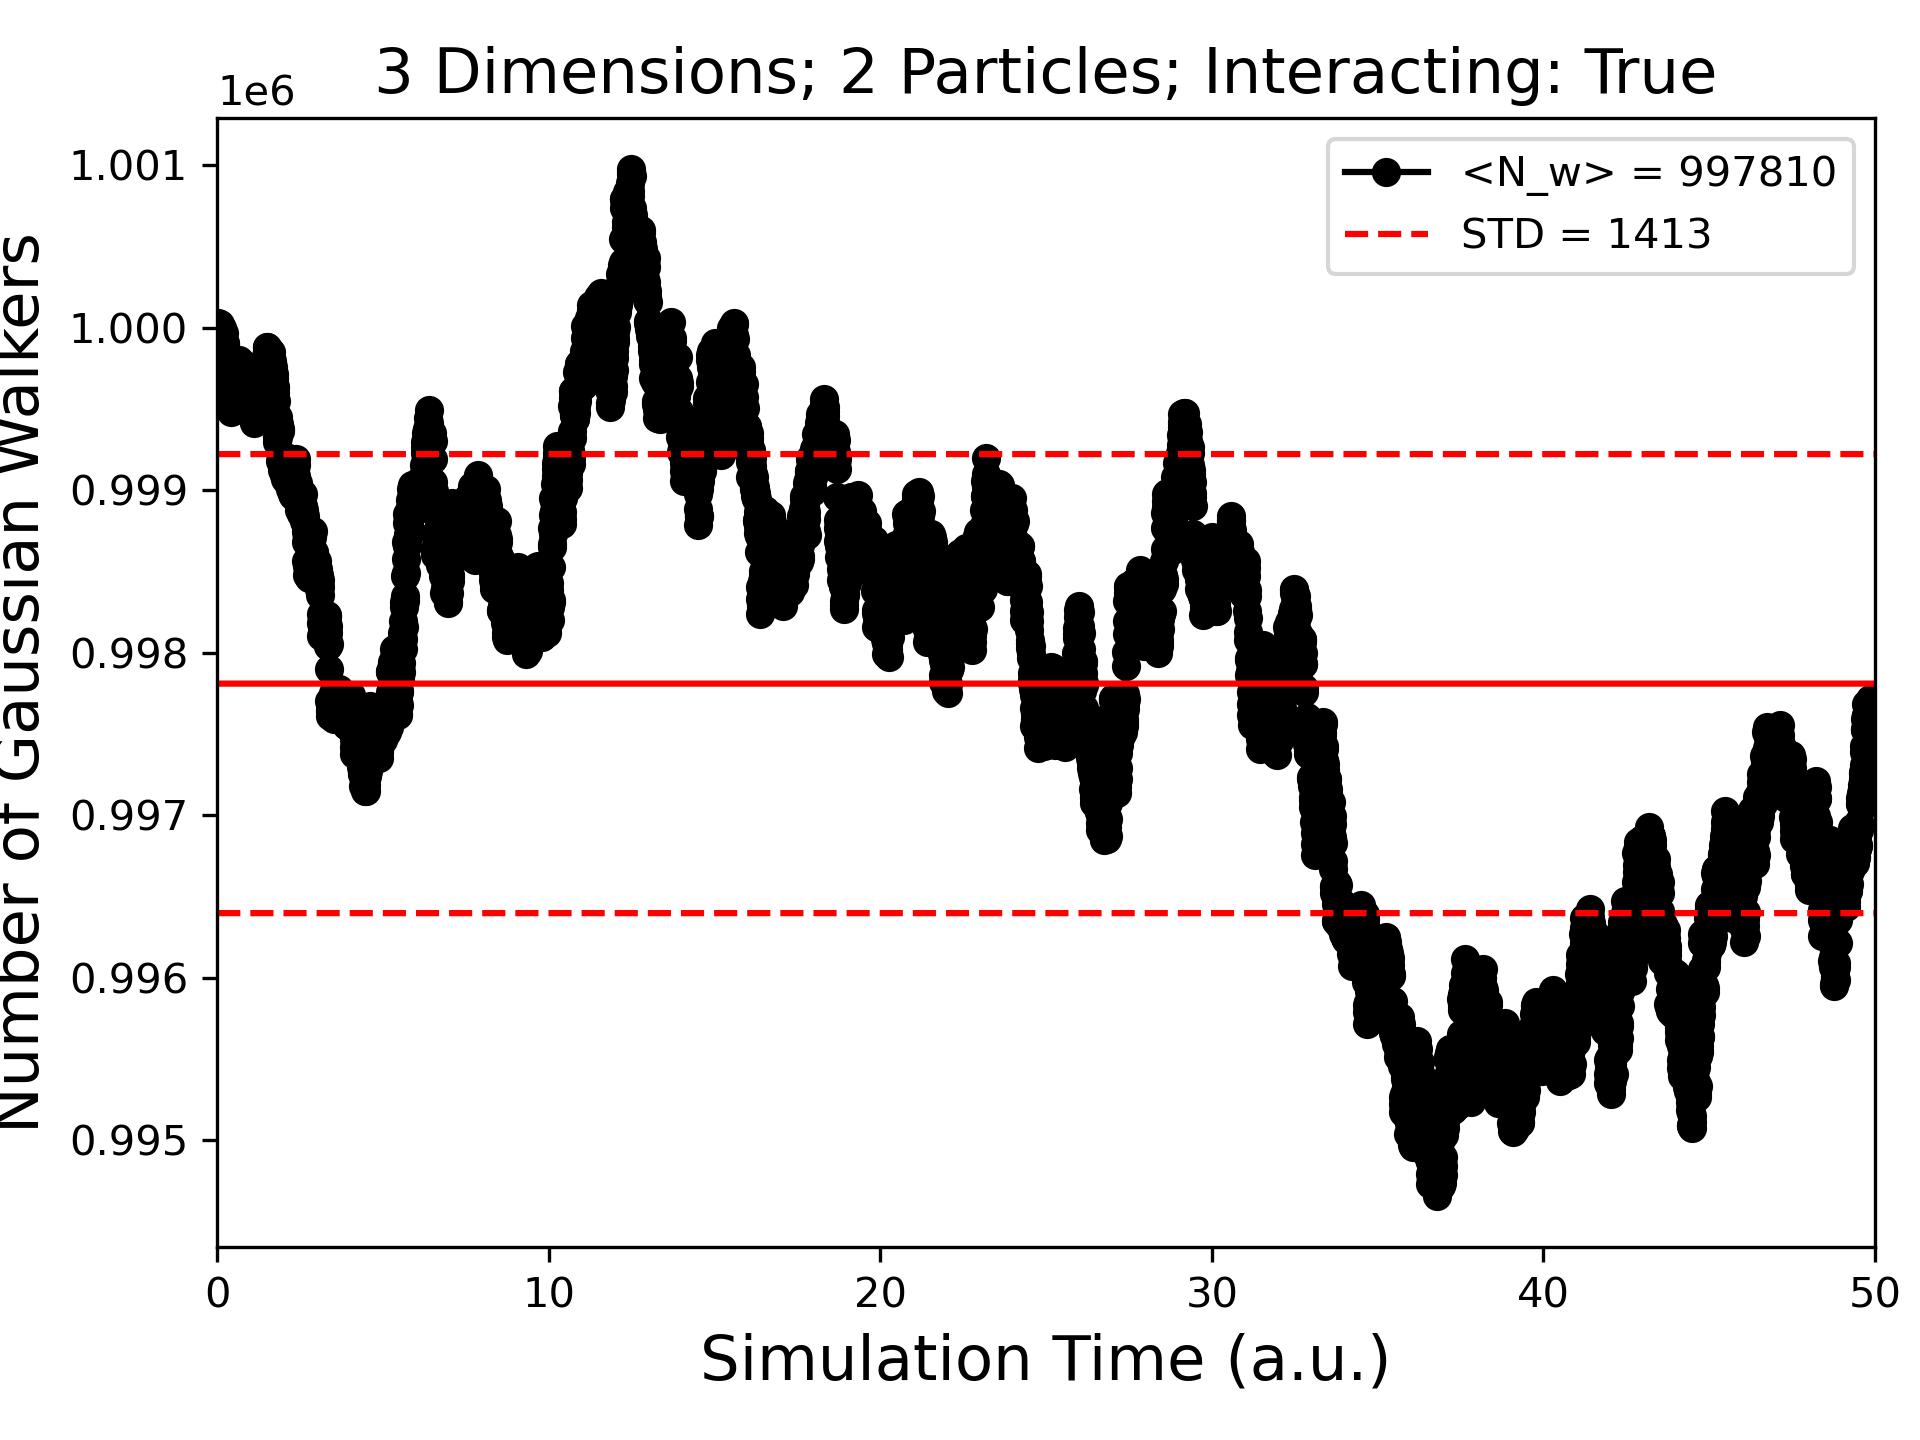 3 Dimensions; 2 Particles; Interacting: True
1e6
<N_w> = 997810
STD = 1413
1.001
1.000
0.999
0.998
0.997
0.996
0.995
Number of Gaussian Walkers
0 10 20 30 40 50
Simulation Time (a.u.)